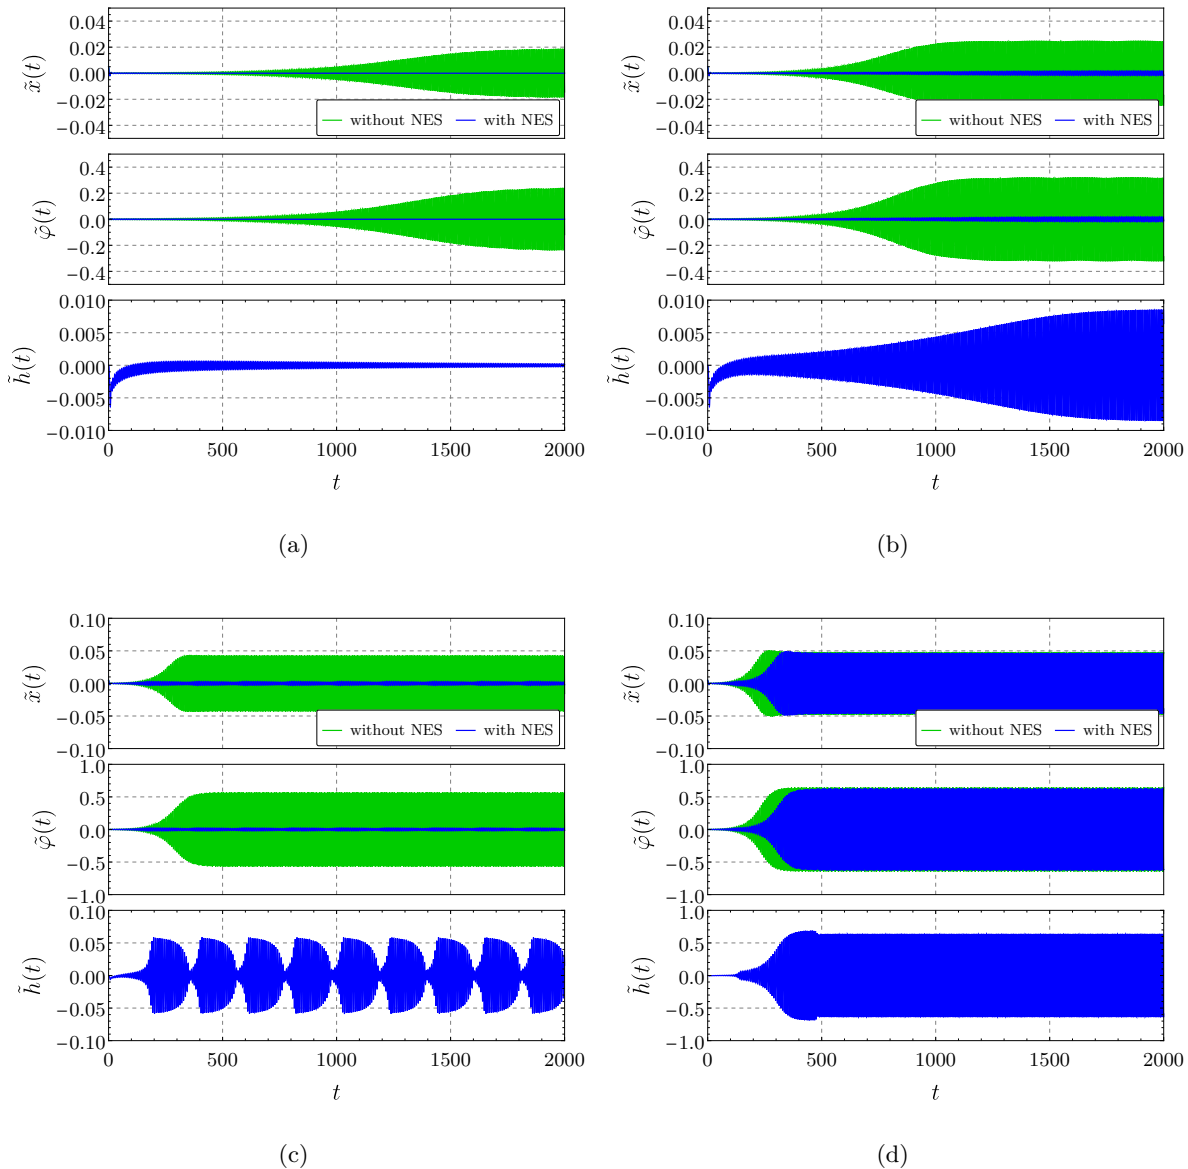 0.04
0.02
0.00
−0.02
−0.04
x̃(t)
without NES
with NES
0.4
0.2
0.0
−0.2
−0.4
φ̃(t)
0.010
0.005
0.000
−0.005
−0.010
h̃(t)
0 500 1000 1500 2000
t
(a)
0.04
0.02
0.00
−0.02
−0.04
x̃(t)
without NES
with NES
0.4
0.2
0.0
−0.2
−0.4
φ̃(t)
0.010
0.005
0.000
−0.005
−0.010
h̃(t)
0 500 1000 1500 2000
t
(b)
0.10
0.05
0.00
−0.05
−0.10
x̃(t)
without NES
with NES
1.0
0.5
0.0
−0.5
−1.0
φ̃(t)
0.10
0.05
0.00
−0.05
−0.10
h̃(t)
0 500 1000 1500 2000
t
(c)
0.10
0.05
0.00
−0.05
−0.10
x̃(t)
without NES
with NES
1.0
0.5
0.0
−0.5
−1.0
φ̃(t)
1.0
0.5
0.0
−0.5
−1.0
h̃(t)
0 500 1000 1500 2000
t
(d)